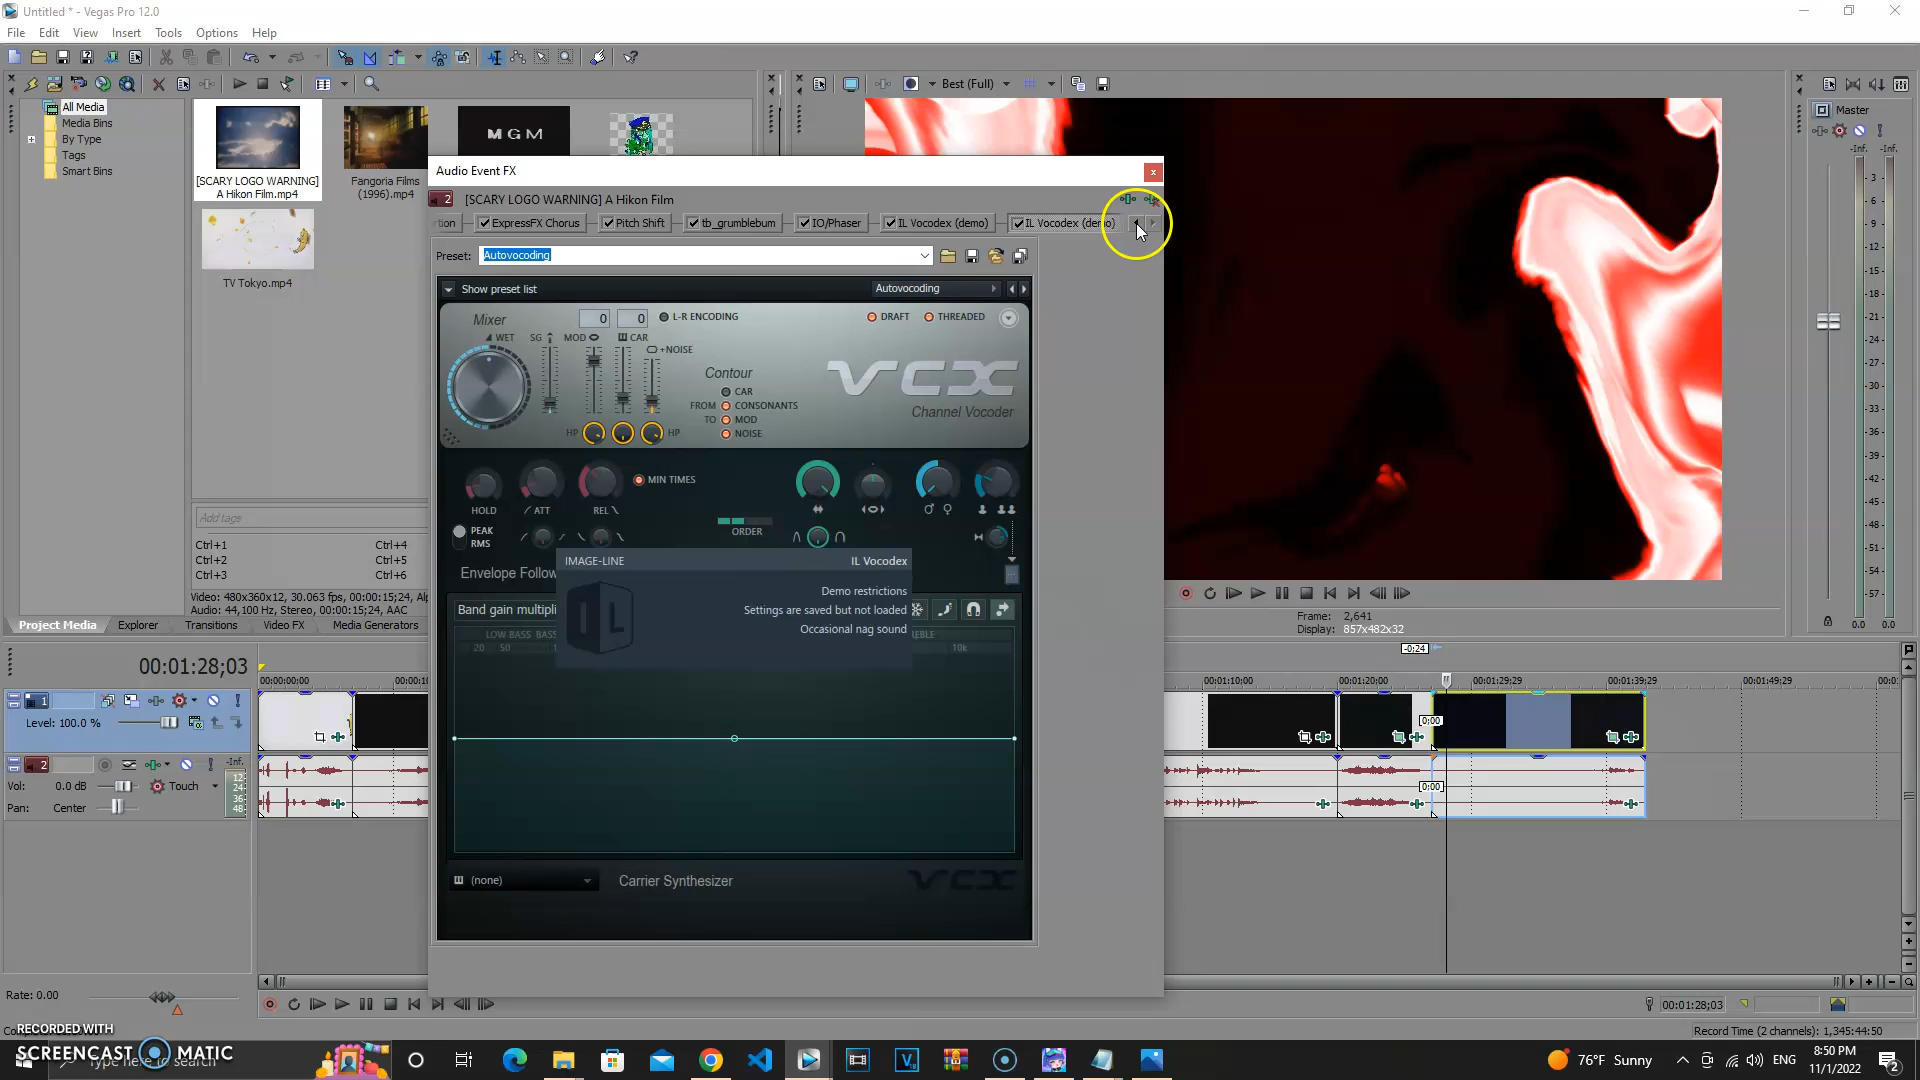 Untitled * - Vegas Pro 12.0
File Edit View Insert Tools Options Help
Best (Full)
All Media
Media Bins
By Type
Tags
Smart Bins
MGM
[SCARY LOGO WARNING]
A Hikon Film.mp4
Fangoria Films
(1996).mp4
TV Tokyo.mp4
Add tags
Ctrl+1 Ctrl+4
Ctrl+2 Ctrl+5
Ctrl+3 Ctrl+6
Video: 480x360x12, 30.063 fps, 00:00:15;24,
Audio: 44,100 Hz, Stereo, 00:00:15;24, AAC
Project Media Explorer Transitions Video FX Media Generators
Audio Event FX
2 [SCARY LOGO WARNING] A Hikon Film
rtion ExpressFX Chorus Pitch Shift tb_grumblebum IO/Phaser IL Vocodex (demo) IL Vocodex (demo)
Preset: Autovocoding
Show preset list Autovocoding
Mixer 0 0 L-R ENCODING DRAFT THREADED
WET SG MOD CAR
+NOISE
Contour
CAR
FROM CONSONANTS
TO MOD
NOISE
HP HP
VCX
Channel Vocoder
MIN TIMES
HOLD ATT REL
PEAK
RMS
ORDER
Envelope Follow
IMAGE-LINE IL Vocodex
Demo restrictions
Settings are saved but not loaded
Occasional nag sound
Band gain multipli
LOW BASS BASS EBLE
20 50 10k
(none) Carrier Synthesizer VCX
Master
-Inf. -Inf.
3
6
9
12
15
18
21
24
27
30
33
36
39
42
45
48
51
54
57
0.0 0.0
Frame: 2,641
Display: 857x482x32
00:01:28;03
-0;24
00:00:00;00 00:00:10 00:01:10;00 00:01:20;00 00:01:29;29 00:01:39;29 00:01:49;29 00:0
1
Level: 100.0 %
2
Vol: 0.0 dB Touch
Pan: Center
-Inf.
12
24
36
48
0;00
0;00
Rate: 0.00
00:01:28;03
Record Time (2 channels): 1,345:44:50
RECORDED WITH
SCREENCAST MATIC
Type here to search
76°F Sunny
ENG
8:50 PM
11/1/2022
2